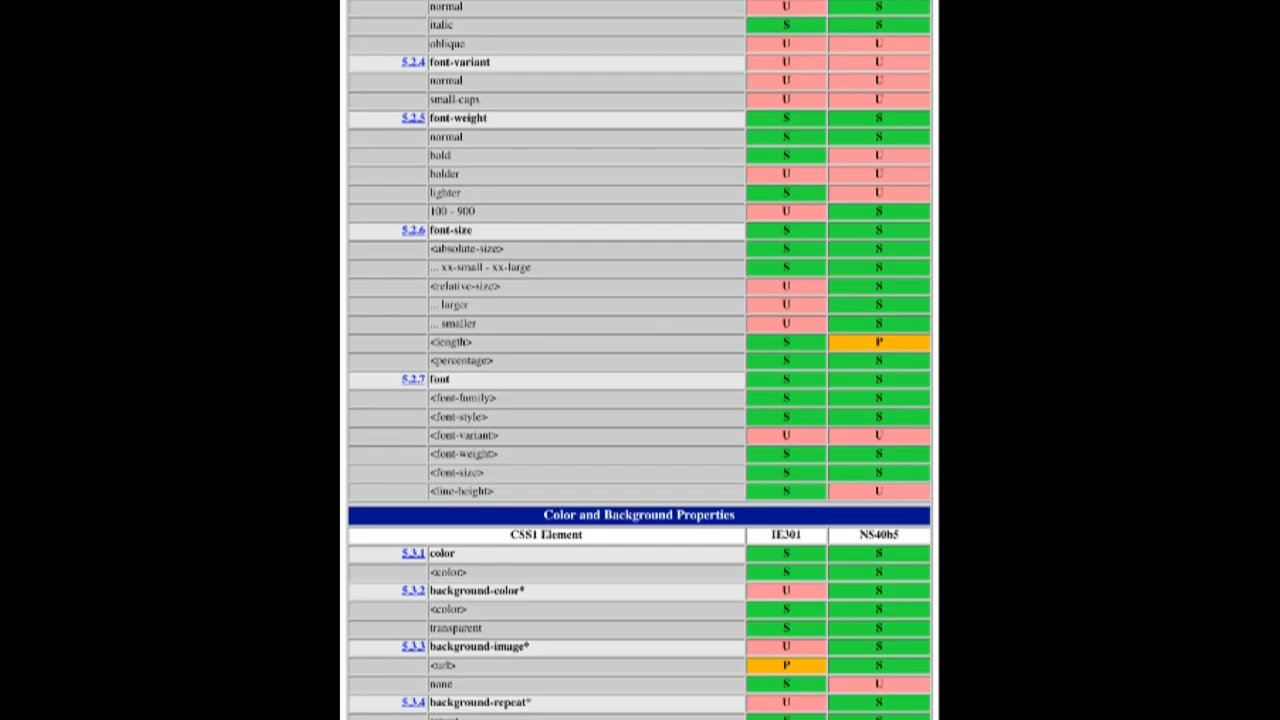 normal U S
italic S S
oblique U U
5.2.4 font-variant U U
normal U U
small-caps U U
5.2.5 font-weight S S
normal S S
bold S U
bolder U U
lighter S U
100 - 900 U S
5.2.6 font-size S S
<absolute-size> S S
... xx-small - xx-large S S
<relative-size> U S
... larger U S
... smaller U S
<length> S P
<percentage> S S
5.2.7 font S S
<font-family> S S
<font-style> S S
<font-variant> U U
<font-weight> S S
<font-size> S S
<line-height> S U
Color and Background Properties
CSS1 Element IE301 NS40b5
5.3.1 color S S
<color> S S
5.3.2 background-color* U S
<color> S S
transparent S S
5.3.3 background-image* U S
<url> P S
none S U
5.3.4 background-repeat* U S